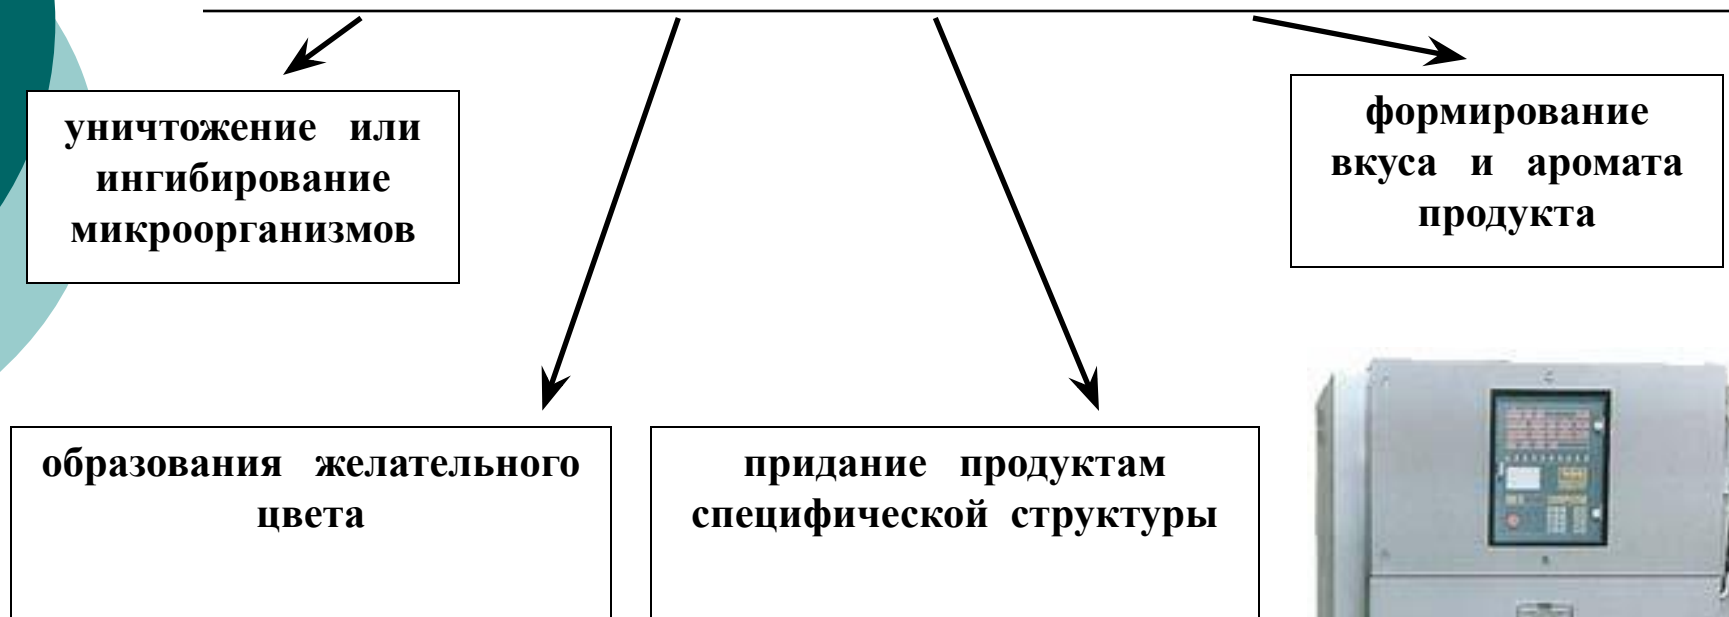 уничтожение или
ингибирование
микроорганизмов
формирование
вкуса и аромата
продукта
образования желательного
цвета
придание продуктам
специфической структуры